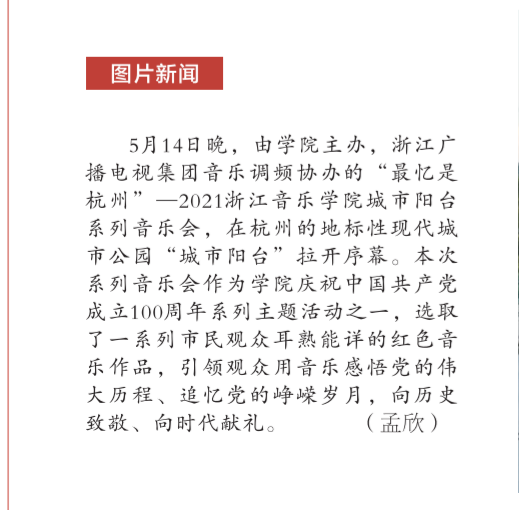 图片新闻
5月14日晚，由学院主办，浙江广
播电视集团音乐调频协办的“最忆是
杭州”—2021浙江音乐学院城市阳台
系列音乐会，在杭州的地标性现代城
市公园“城市阳台”拉开序幕。本次
系列音乐会作为学院庆祝中国共产党
成立100周年系列主题活动之一，选取
了一系列市民观众耳熟能详的红色音
乐作品，引领观众用音乐感悟党的伟
大历程、追忆党的峥嵘岁月，向历史
致敬、向时代献礼。 （孟欣）